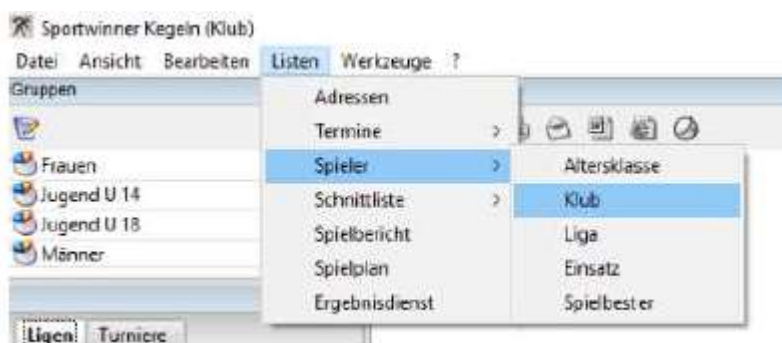 Sportwinner Kegeln (Klub)
Datei Ansicht Bearbeiten Listen Werkzeuge ?
Gruppen
Frauen
Jugend U 14
Jugend U 18
Männer
Adressen
Termine
Spieler
Schnittliste
Spielbericht
Spielplan
Ergebnisdienst
Altersklasse
Klub
Liga
Einsatz
Spielbester
Ligen Turniere